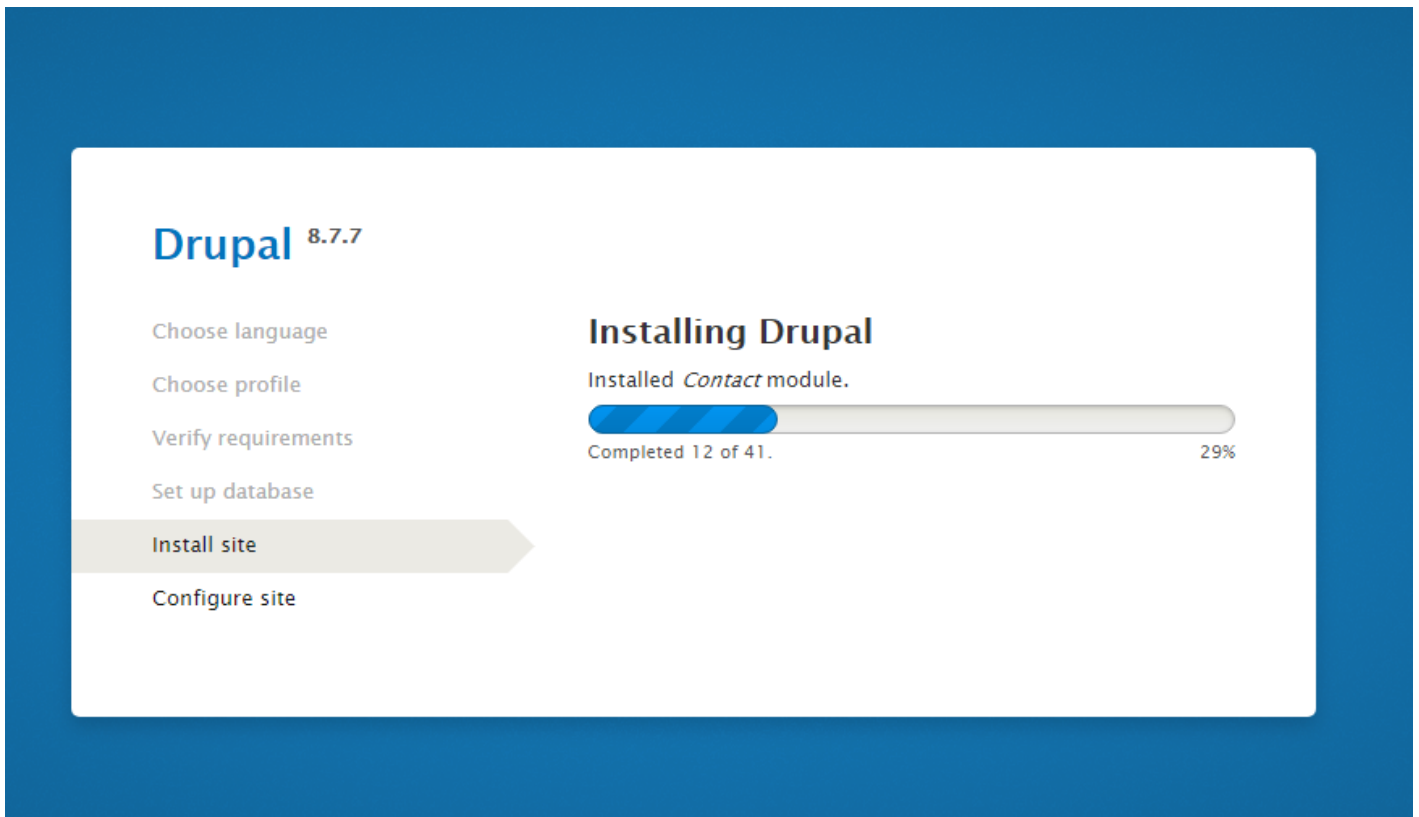 Drupal 8.7.7
Choose language
Choose profile
Verify requirements
Set up database
Install site
Configure site
Installing Drupal
Installed Contact module.
Completed 12 of 41.
29%